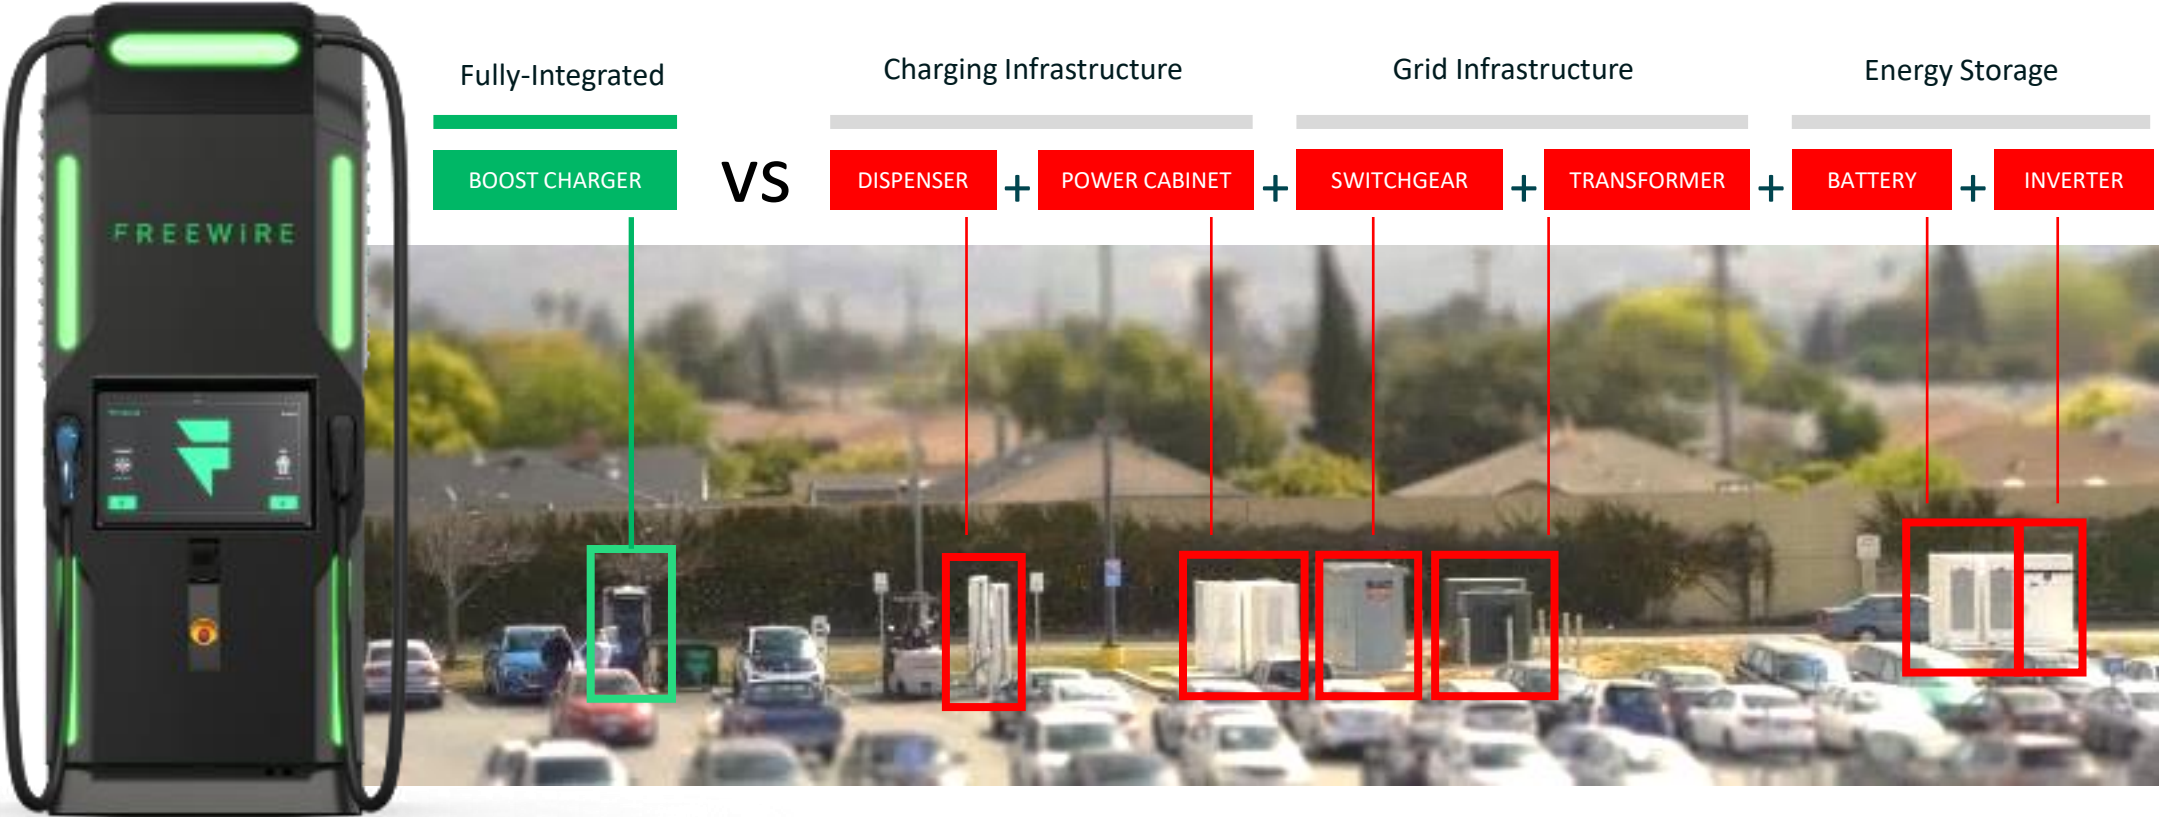 Fully-Integrated
Charging Infrastructure
Grid Infrastructure
Energy Storage
BOOST CHARGER
VS
DISPENSER
+
POWER CABINET
+
SWITCHGEAR
+
TRANSFORMER
+
BATTERY
+
INVERTER
FREEWIRE